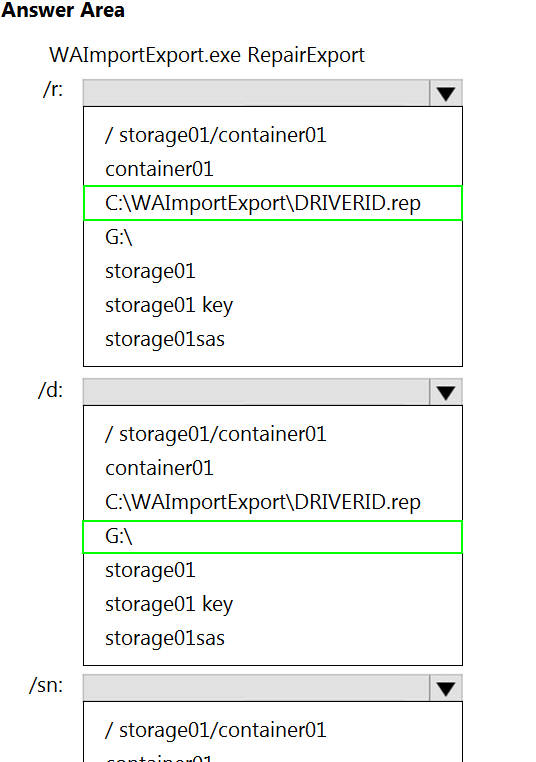 Answer Area
WAImportExport.exe RepairExport
/r:
/ storage01/container01
container01
C:\WAImportExport\DRIVERID.rep
G:\
storage01
storage01 key
storage01sas
/d:
/ storage01/container01
container01
C:\WAImportExport\DRIVERID.rep
G:\
storage01
storage01 key
storage01sas
/sn:
/ storage01/container01
container01